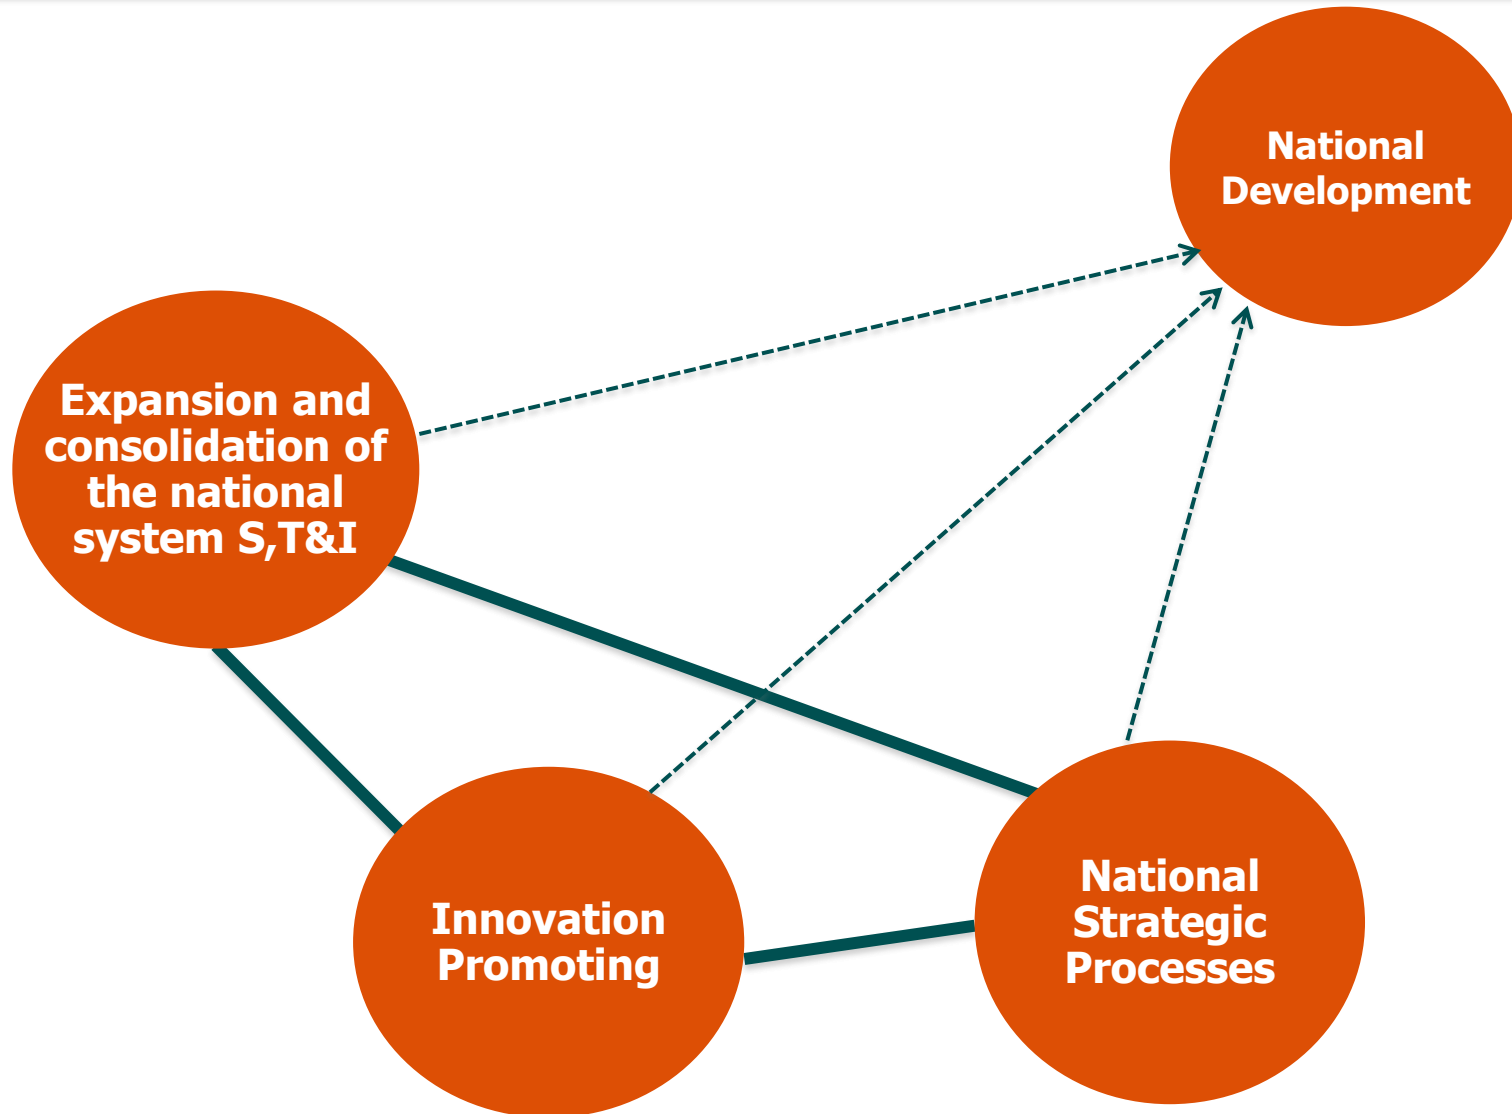 National
Development
Expansion and
consolidation of
the national
system S,T&I
Innovation
Promoting
National
Strategic
Processes